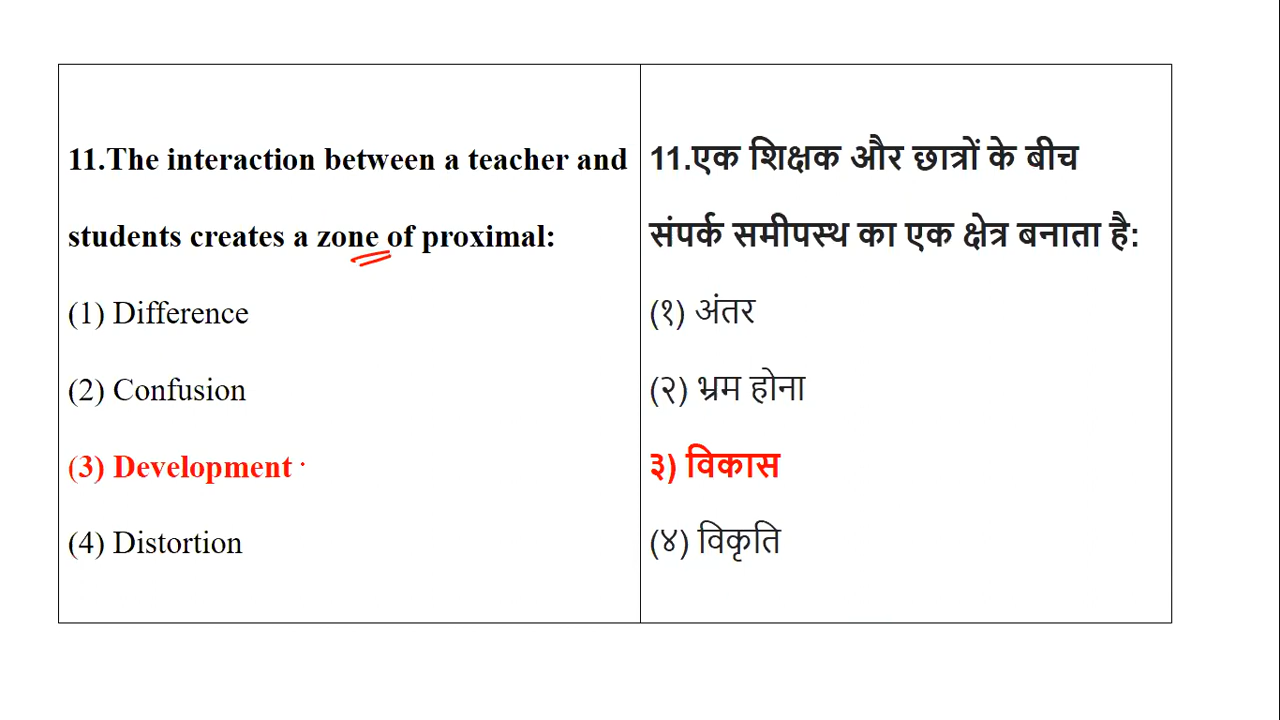 11.The interaction between a teacher and
students creates a zone of proximal:
(1) Difference
(2) Confusion
(3) Development
(4) Distortion
11.एक शिक्षक और छात्रों के बीच
संपर्क समीपस्थ का एक क्षेत्र बनाता है:
(१) अंतर
(२) भ्रम होना
३) विकास
(४) विकृति